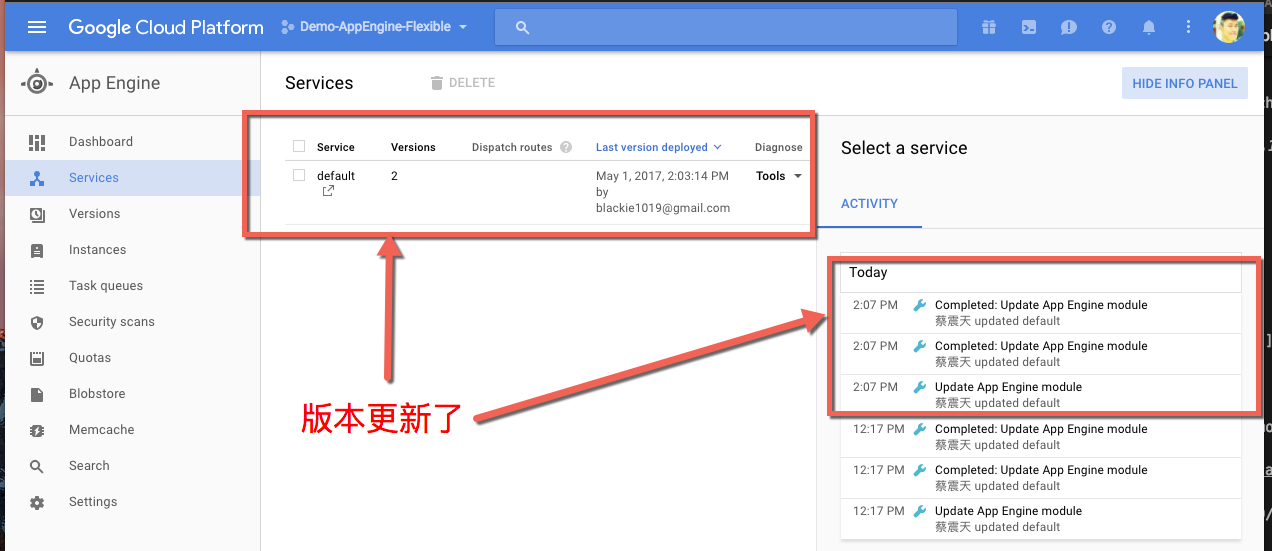 Google Cloud Platform
Demo-AppEngine-Flexible
App Engine
Services
DELETE
HIDE INFO PANEL
Dashboard
Services
Versions
Instances
Task queues
Security scans
Quotas
Blobstore
Memcache
Search
Settings
Service Versions Dispatch routes ? Last version deployed Diagnose
default 2 May 1, 2017, 2:03:14 PM Tools
by
blackie1019@gmail.com
版本更新了
Select a service
ACTIVITY
Today
2:07 PM Completed: Update App Engine module
蔡震天 updated default
2:07 PM Completed: Update App Engine module
蔡震天 updated default
2:07 PM Update App Engine module
蔡震天 updated default
12:17 PM Completed: Update App Engine module
蔡震天 updated default
12:17 PM Completed: Update App Engine module
蔡震天 updated default
12:17 PM Update App Engine module
蔡震天 updated default